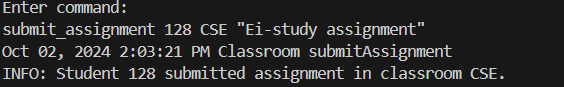 Enter command:
submit_assignment 128 CSE "Ei-study assignment"
Oct 02, 2024 2:03:21 PM Classroom submitAssignment
INFO: Student 128 submitted assignment in classroom CSE.